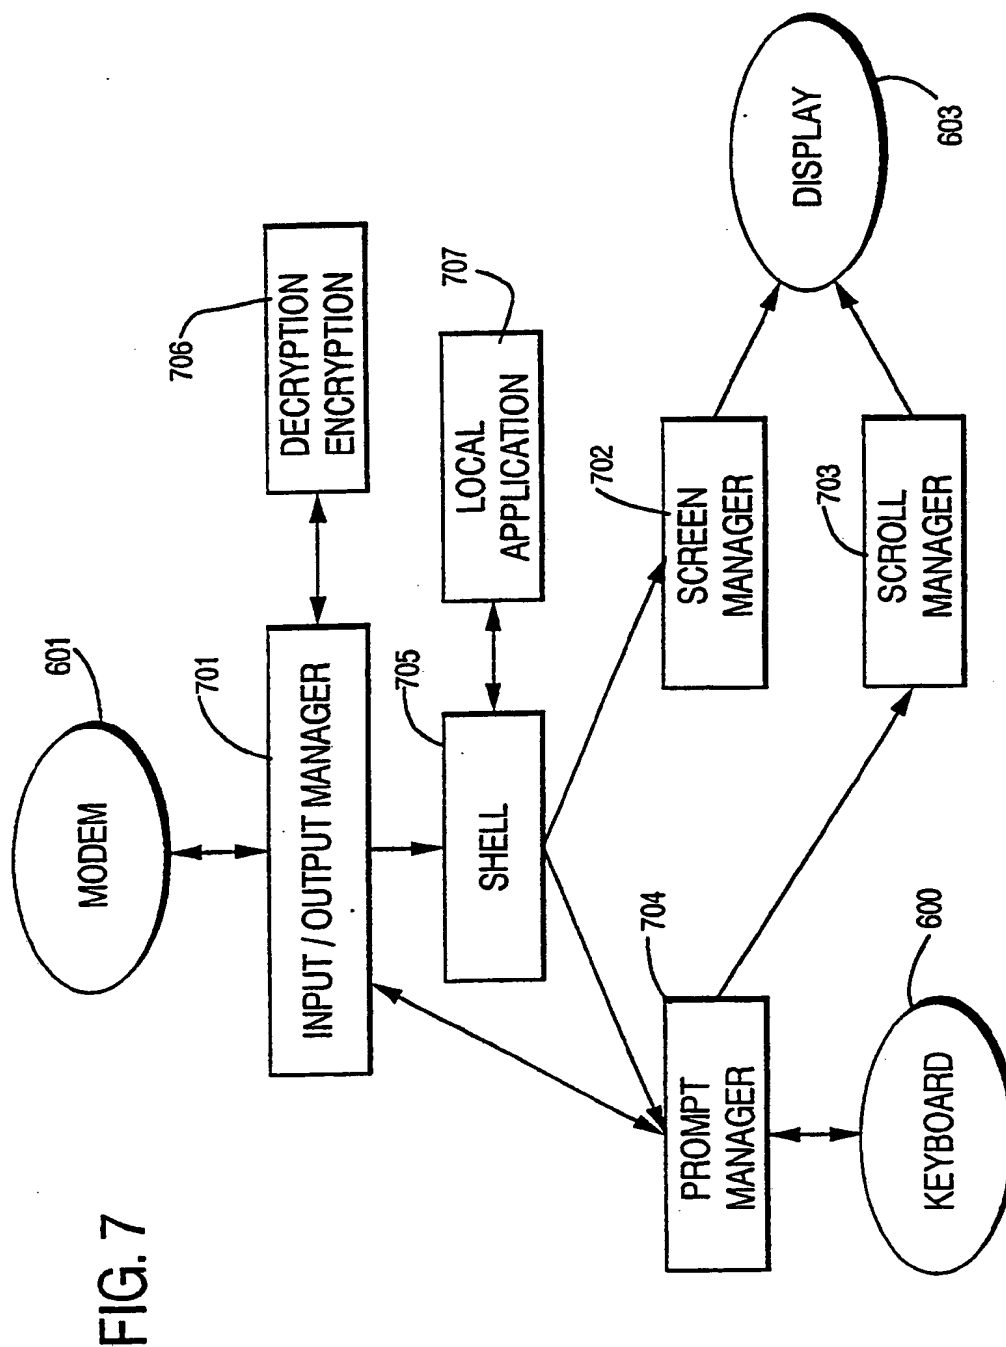 FIG. 7
MODEM
601
INPUT / OUTPUT MANAGER
701
DECRYPTION
ENCRYPTION
706
SHELL
705
LOCAL
APPLICATION
707
PROMPT
MANAGER
704
SCREEN
MANAGER
702
KEYBOARD
600
SCROLL
MANAGER
703
DISPLAY
603